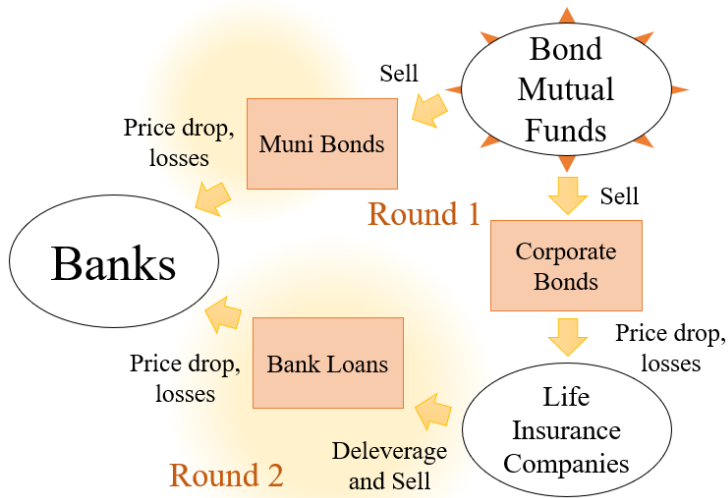 Bond
Mutual
Funds
Sell
Muni Bonds
Price drop,
losses
Banks
Round 1
Sell
Corporate
Bonds
Price drop,
losses
Life
Insurance
Companies
Deleverage
and Sell
Bank Loans
Price drop,
losses
Round 2